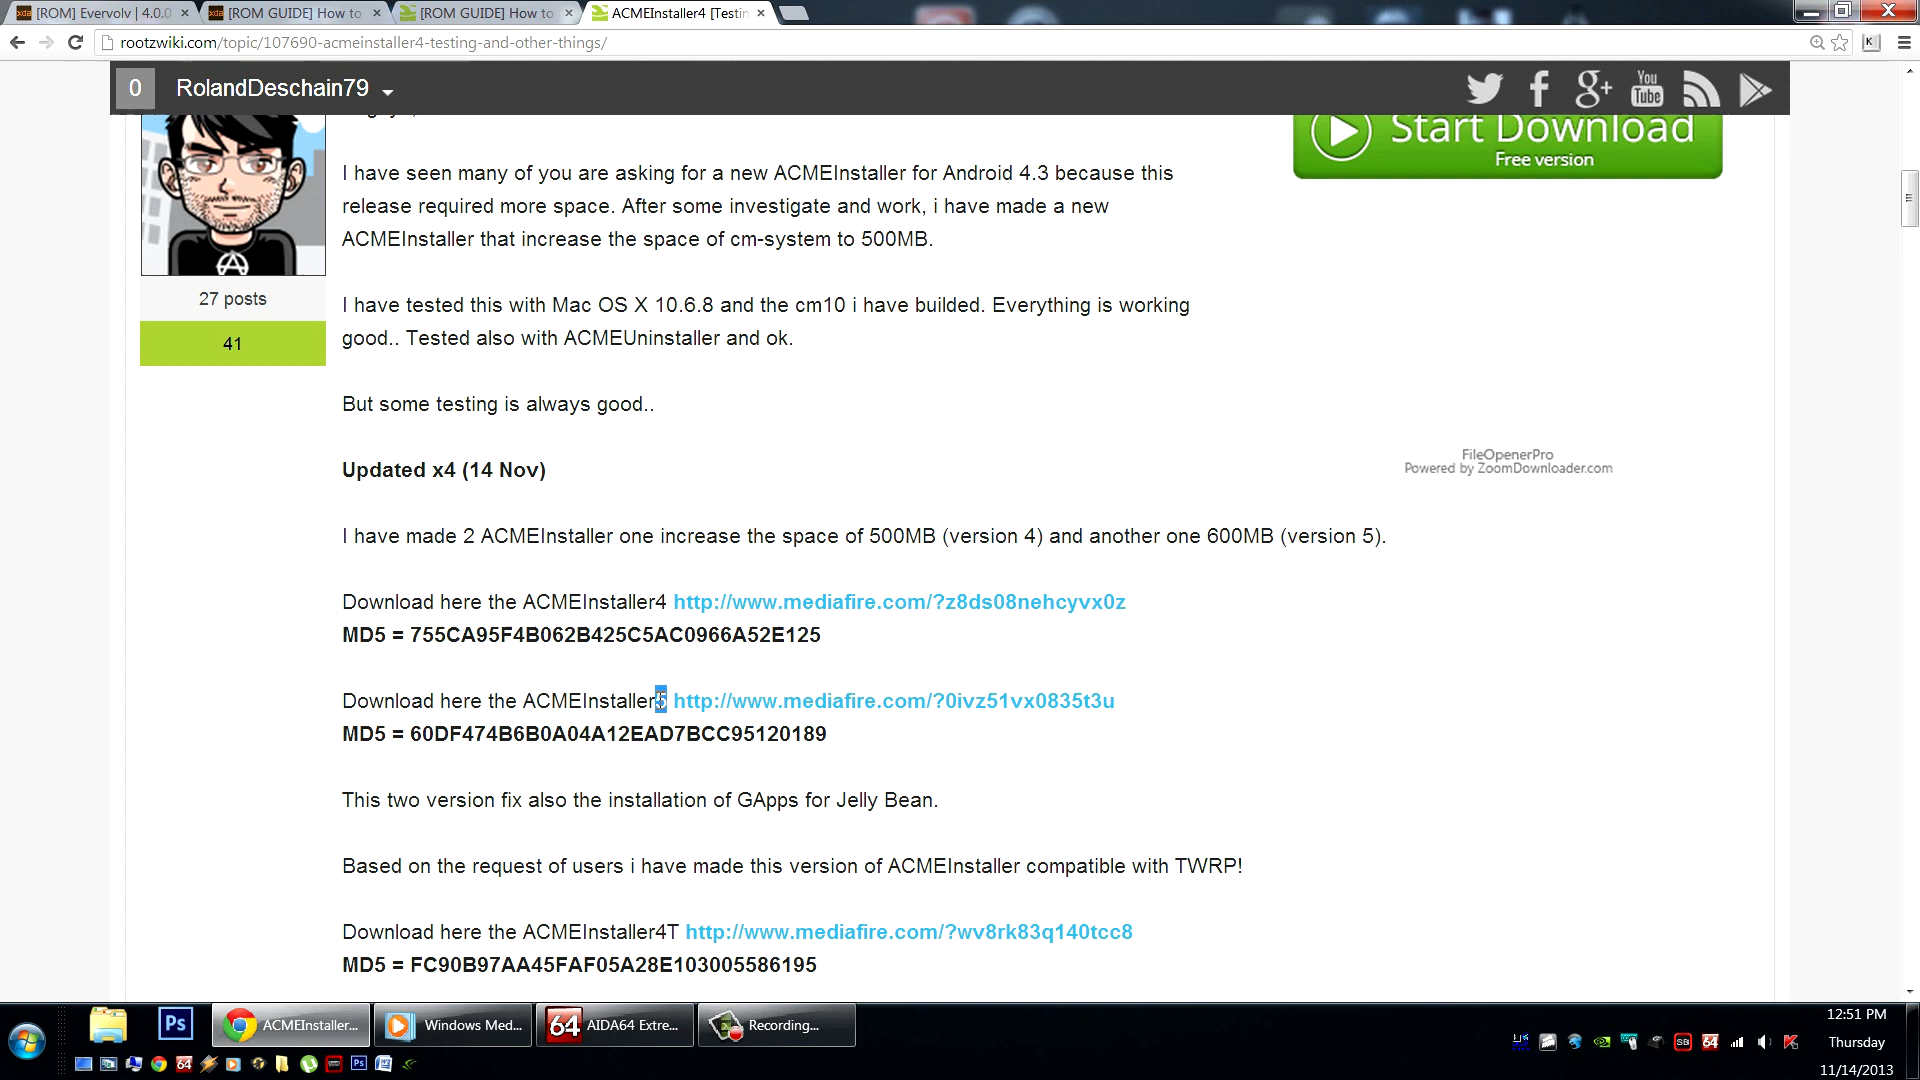 [ROM] Evervolv | 4.0.0
[ROM GUIDE] How to
[ROM GUIDE] How to
ACMEInstaller4 [Testin
rootzwiki.com/topic/107690-acmeinstaller4-testing-and-other-things/
0 RolandDeschain79
You Tube
Start Download
Free version
I have seen many of you are asking for a new ACMEInstaller for Android 4.3 because this
release required more space. After some investigate and work, i have made a new
ACMEInstaller that increase the space of cm-system to 500MB.
27 posts
41
I have tested this with Mac OS X 10.6.8 and the cm10 i have builded. Everything is working
good.. Tested also with ACMEUninstaller and ok.
But some testing is always good..
Updated x4 (14 Nov)
FileOpenerPro
Powered by ZoomDownloader.com
I have made 2 ACMEInstaller one increase the space of 500MB (version 4) and another one 600MB (version 5).
Download here the ACMEInstaller4 http://www.mediafire.com/?z8ds08nehcyvx0z
MD5 = 755CA95F4B062B425C5AC0966A52E125
Download here the ACMEInstaller5 http://www.mediafire.com/?0ivz51vx0835t3u
MD5 = 60DF474B6B0A04A12EAD7BCC95120189
This two version fix also the installation of GApps for Jelly Bean.
Based on the request of users i have made this version of ACMEInstaller compatible with TWRP!
Download here the ACMEInstaller4T http://www.mediafire.com/?wv8rk83q140tcc8
MD5 = FC90B97AA45FAF05A28E103005586195
Ps
ACMEInstaller...
Windows Med...
64 AIDA64 Extre...
Recording...
12:51 PM
Thursday
11/14/2013